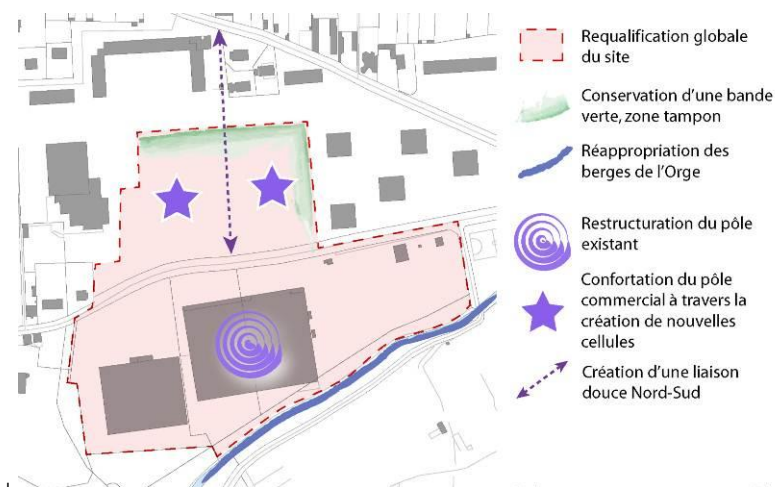 Requalification globale
du site
Conservation d'une bande
verte, zone tampon
Réappropriation des
berges de l'Orge
Restructuration du pôle
existant
Confortation du pôle
commercial à travers la
création de nouvelles
cellules
Création d'une liaison
douce Nord-Sud